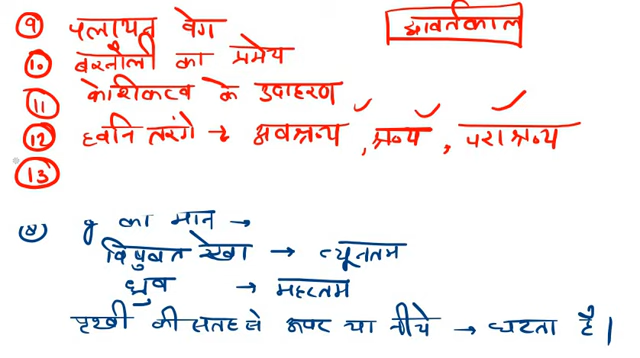 9 पलायन वेग
आवर्तकाल
10. बरनौली का प्रमेय
11 केशिकत्व के उदाहरण
12 ध्वनि तरंगे → अवश्रव्य, श्रव्य, पराश्रव्य
13
g का मान →
विषुवत रेखा → न्यूनतम
ध्रुव → महत्तम
पृथ्वी की सतह से ऊपर या नीचे → घटता है।